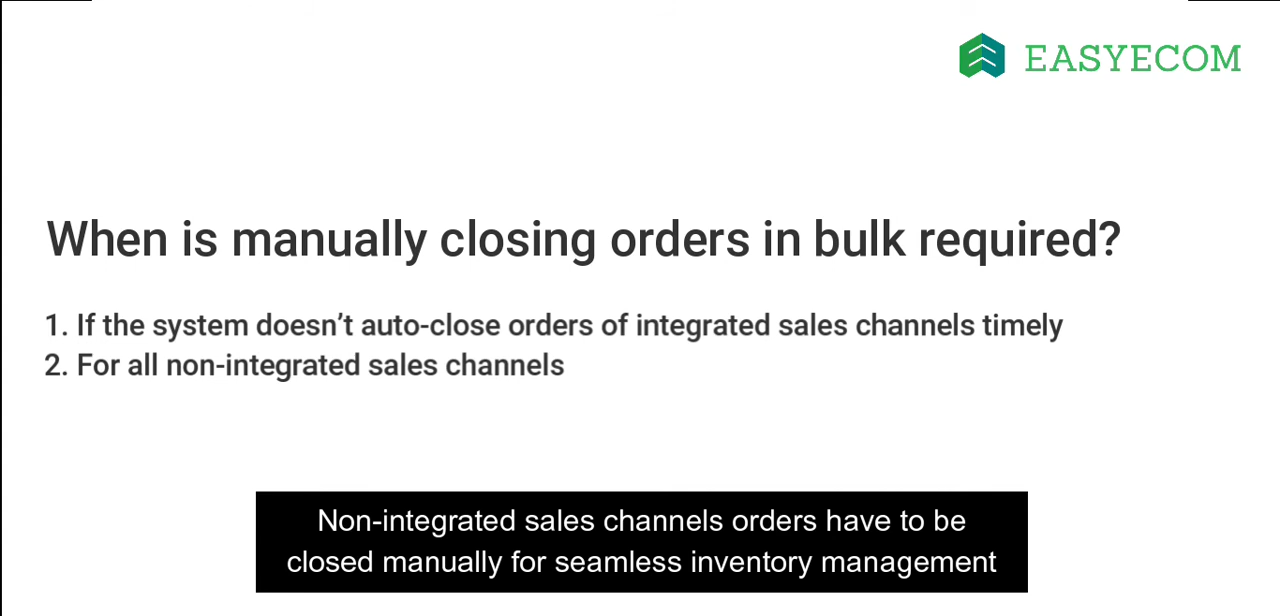 EASYECOM
When is manually closing orders in bulk required?
1. If the system doesn’t auto-close orders of integrated sales channels timely
2. For all non-integrated sales channels
Non-integrated sales channels orders have to be
closed manually for seamless inventory management